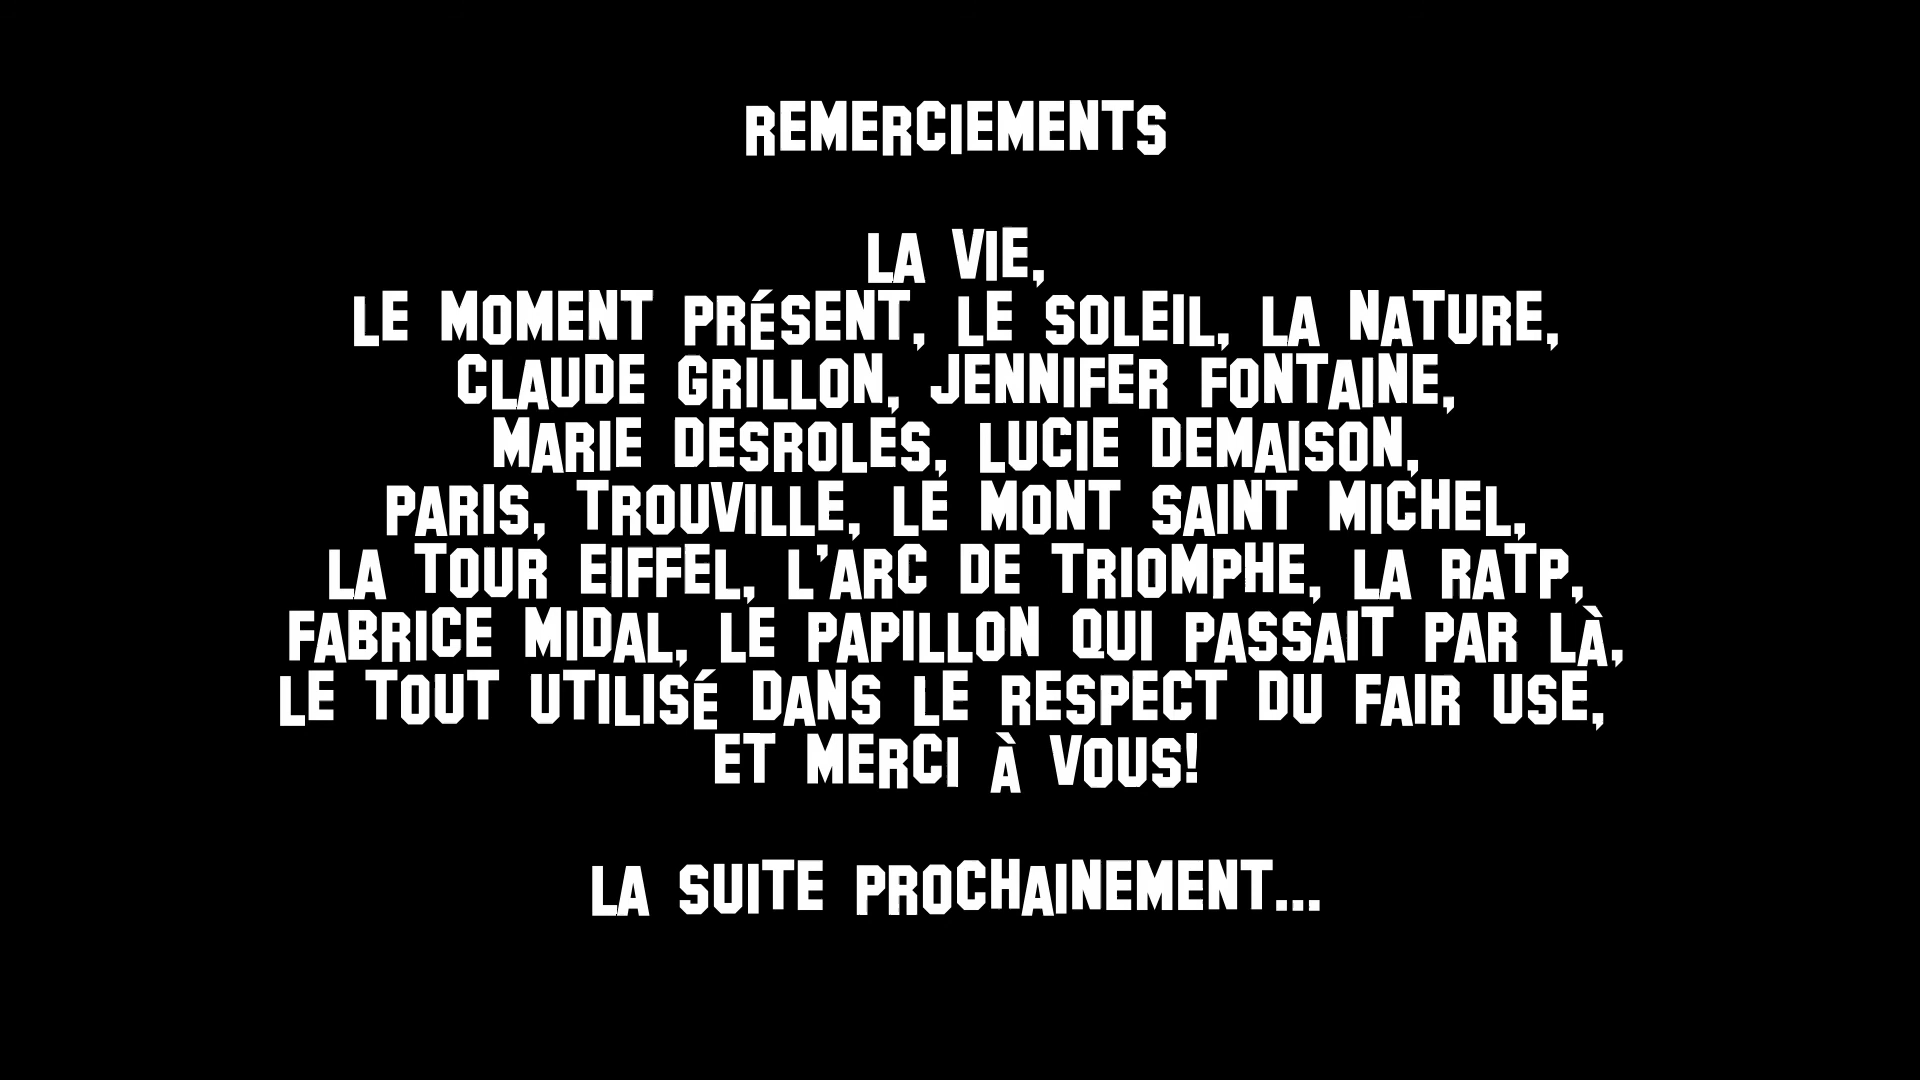 REMERCIEMENTS
LA VIE,
LE MOMENT PRÉSENT, LE SOLEIL, LA NATURE,
CLAUDE GRILLON, JENNIFER FONTAINE,
MARIE DESROLES, LUCIE DEMAISON,
PARIS, TROUVILLE, LE MONT SAINT MICHEL,
LA TOUR EIFFEL, L'ARC DE TRIOMPHE, LA RATP,
FABRICE MIDAL, LE PAPILLON QUI PASSAIT PAR LÀ,
LE TOUT UTILISÉ DANS LE RESPECT DU FAIR USE,
ET MERCI À VOUS!
LA SUITE PROCHAINEMENT...